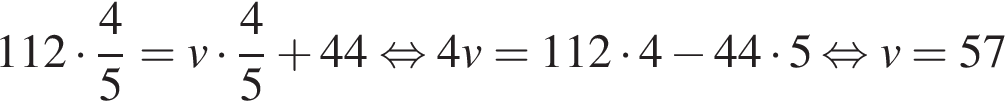 112 · 4/5 = v · 4/5 + 44 ⇔ 4v = 112 · 4 − 44 · 5 ⇔ v = 57